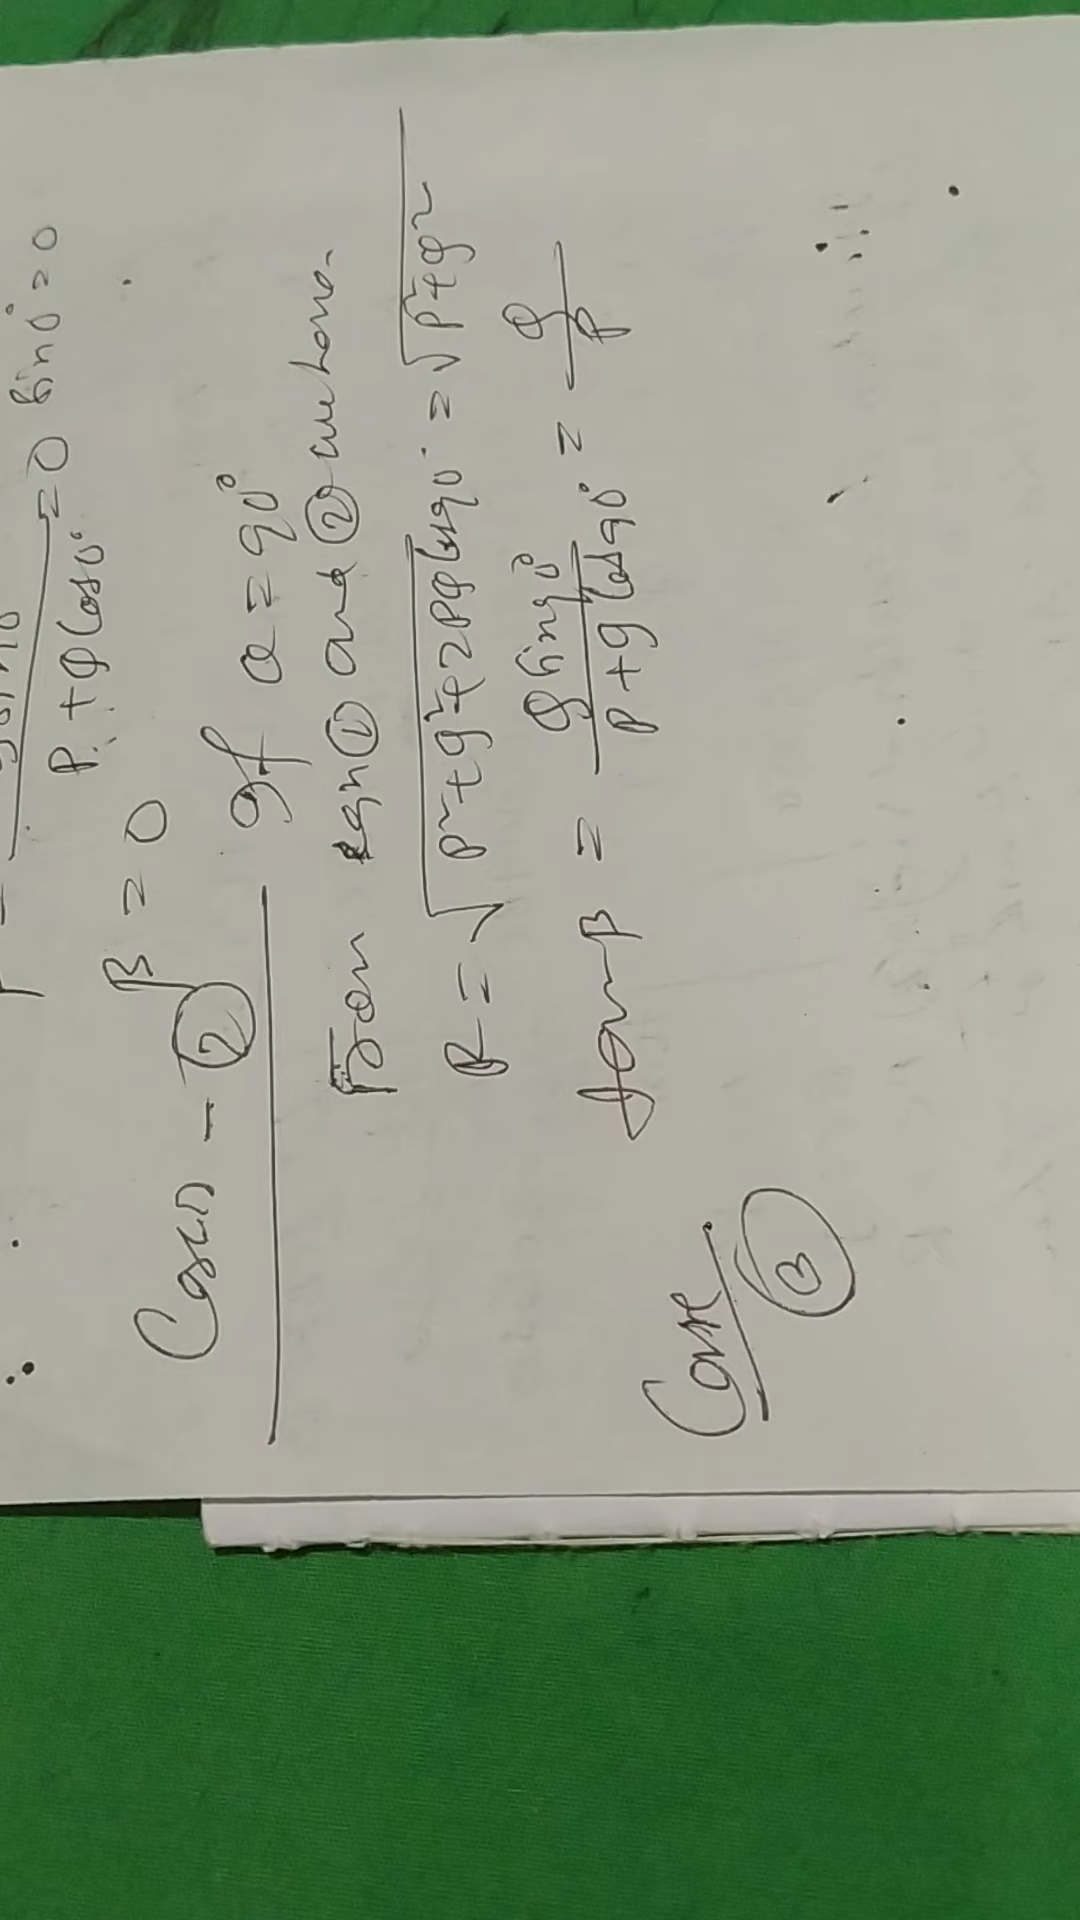 P + Q Cos0° = 0 Sin0° = 0
β = 0
Case - ②
If α = 90°
From eqn ① and ② we have.
R = √P² + Q² + 2PQ Cos90° = √P² + Q²
tanβ = Q Sin90° / P + Q Cos90° = Q / P
Case
③